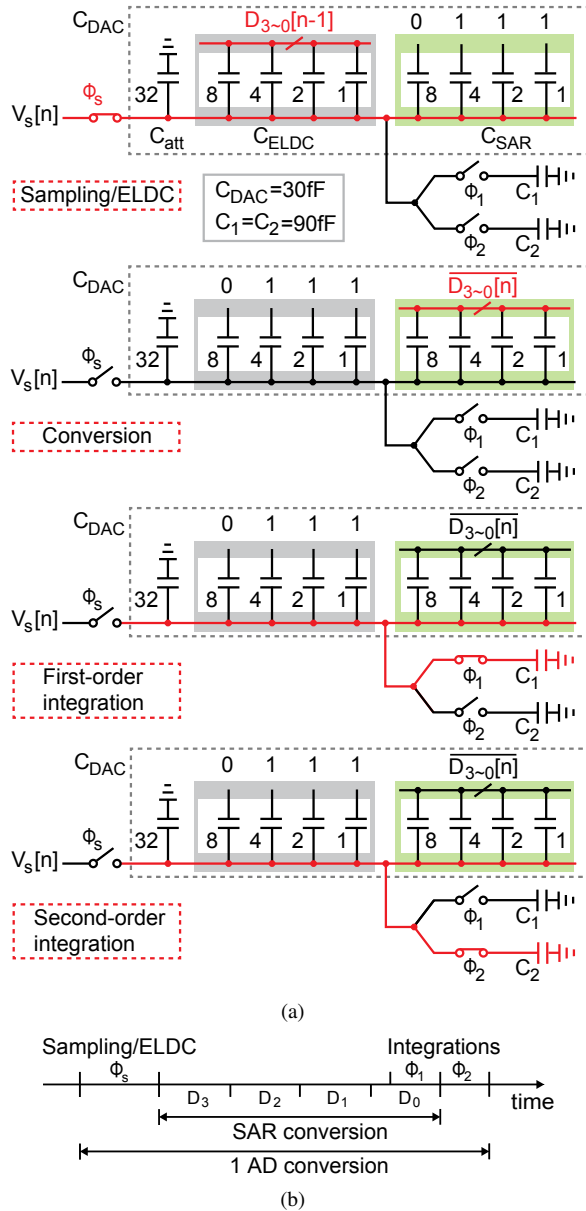 C_DAC D_3~0[n-1] 0 1 1 1
32 8 4 2 1 8 4 2 1
V_s[n] Φ_s
C_att C_ELDC C_SAR
Sampling/ELDC
C_DAC=30fF
C_1=C_2=90fF
Φ_1 C_1
Φ_2 C_2
C_DAC 0 1 1 1 D̅_̅3̅~̅0̅[̅n̅]̅
Φ_s 32 8 4 2 1 8 4 2 1
V_s[n]
Conversion
Φ_1 C_1
Φ_2 C_2
C_DAC 0 1 1 1 D̅_̅3̅~̅0̅[̅n̅]̅
Φ_s 32 8 4 2 1 8 4 2 1
V_s[n]
First-order
integration
Φ_1 C_1
Φ_2 C_2
C_DAC 0 1 1 1 D̅_̅3̅~̅0̅[̅n̅]̅
Φ_s 32 8 4 2 1 8 4 2 1
V_s[n]
Second-order
integration
Φ_1 C_1
Φ_2 C_2
(a)
Sampling/ELDC Integrations
Φ_s Φ_1 Φ_2
D_3 D_2 D_1 D_0 time
SAR conversion
1 AD conversion
(b)